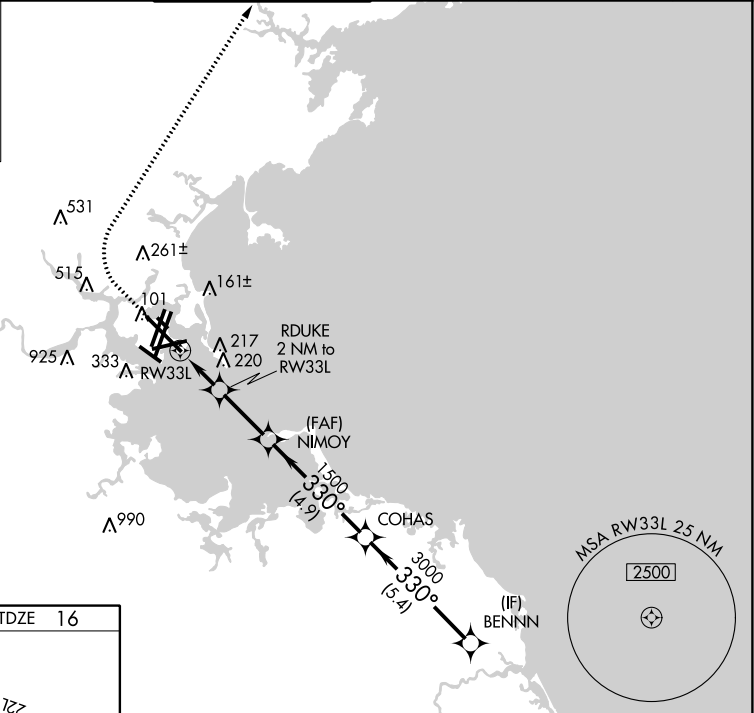 531
261±
515
161±
101
217
220
RDUKE
2 NM to
RW33L
925
333
RW33L
(FAF)
NIMOY
1500
330°
(4.9)
990
COHAS
3000
330°
(5.4)
(IF)
BENNN
MSA RW33L 25 NM
2500
TDZE 16
22L